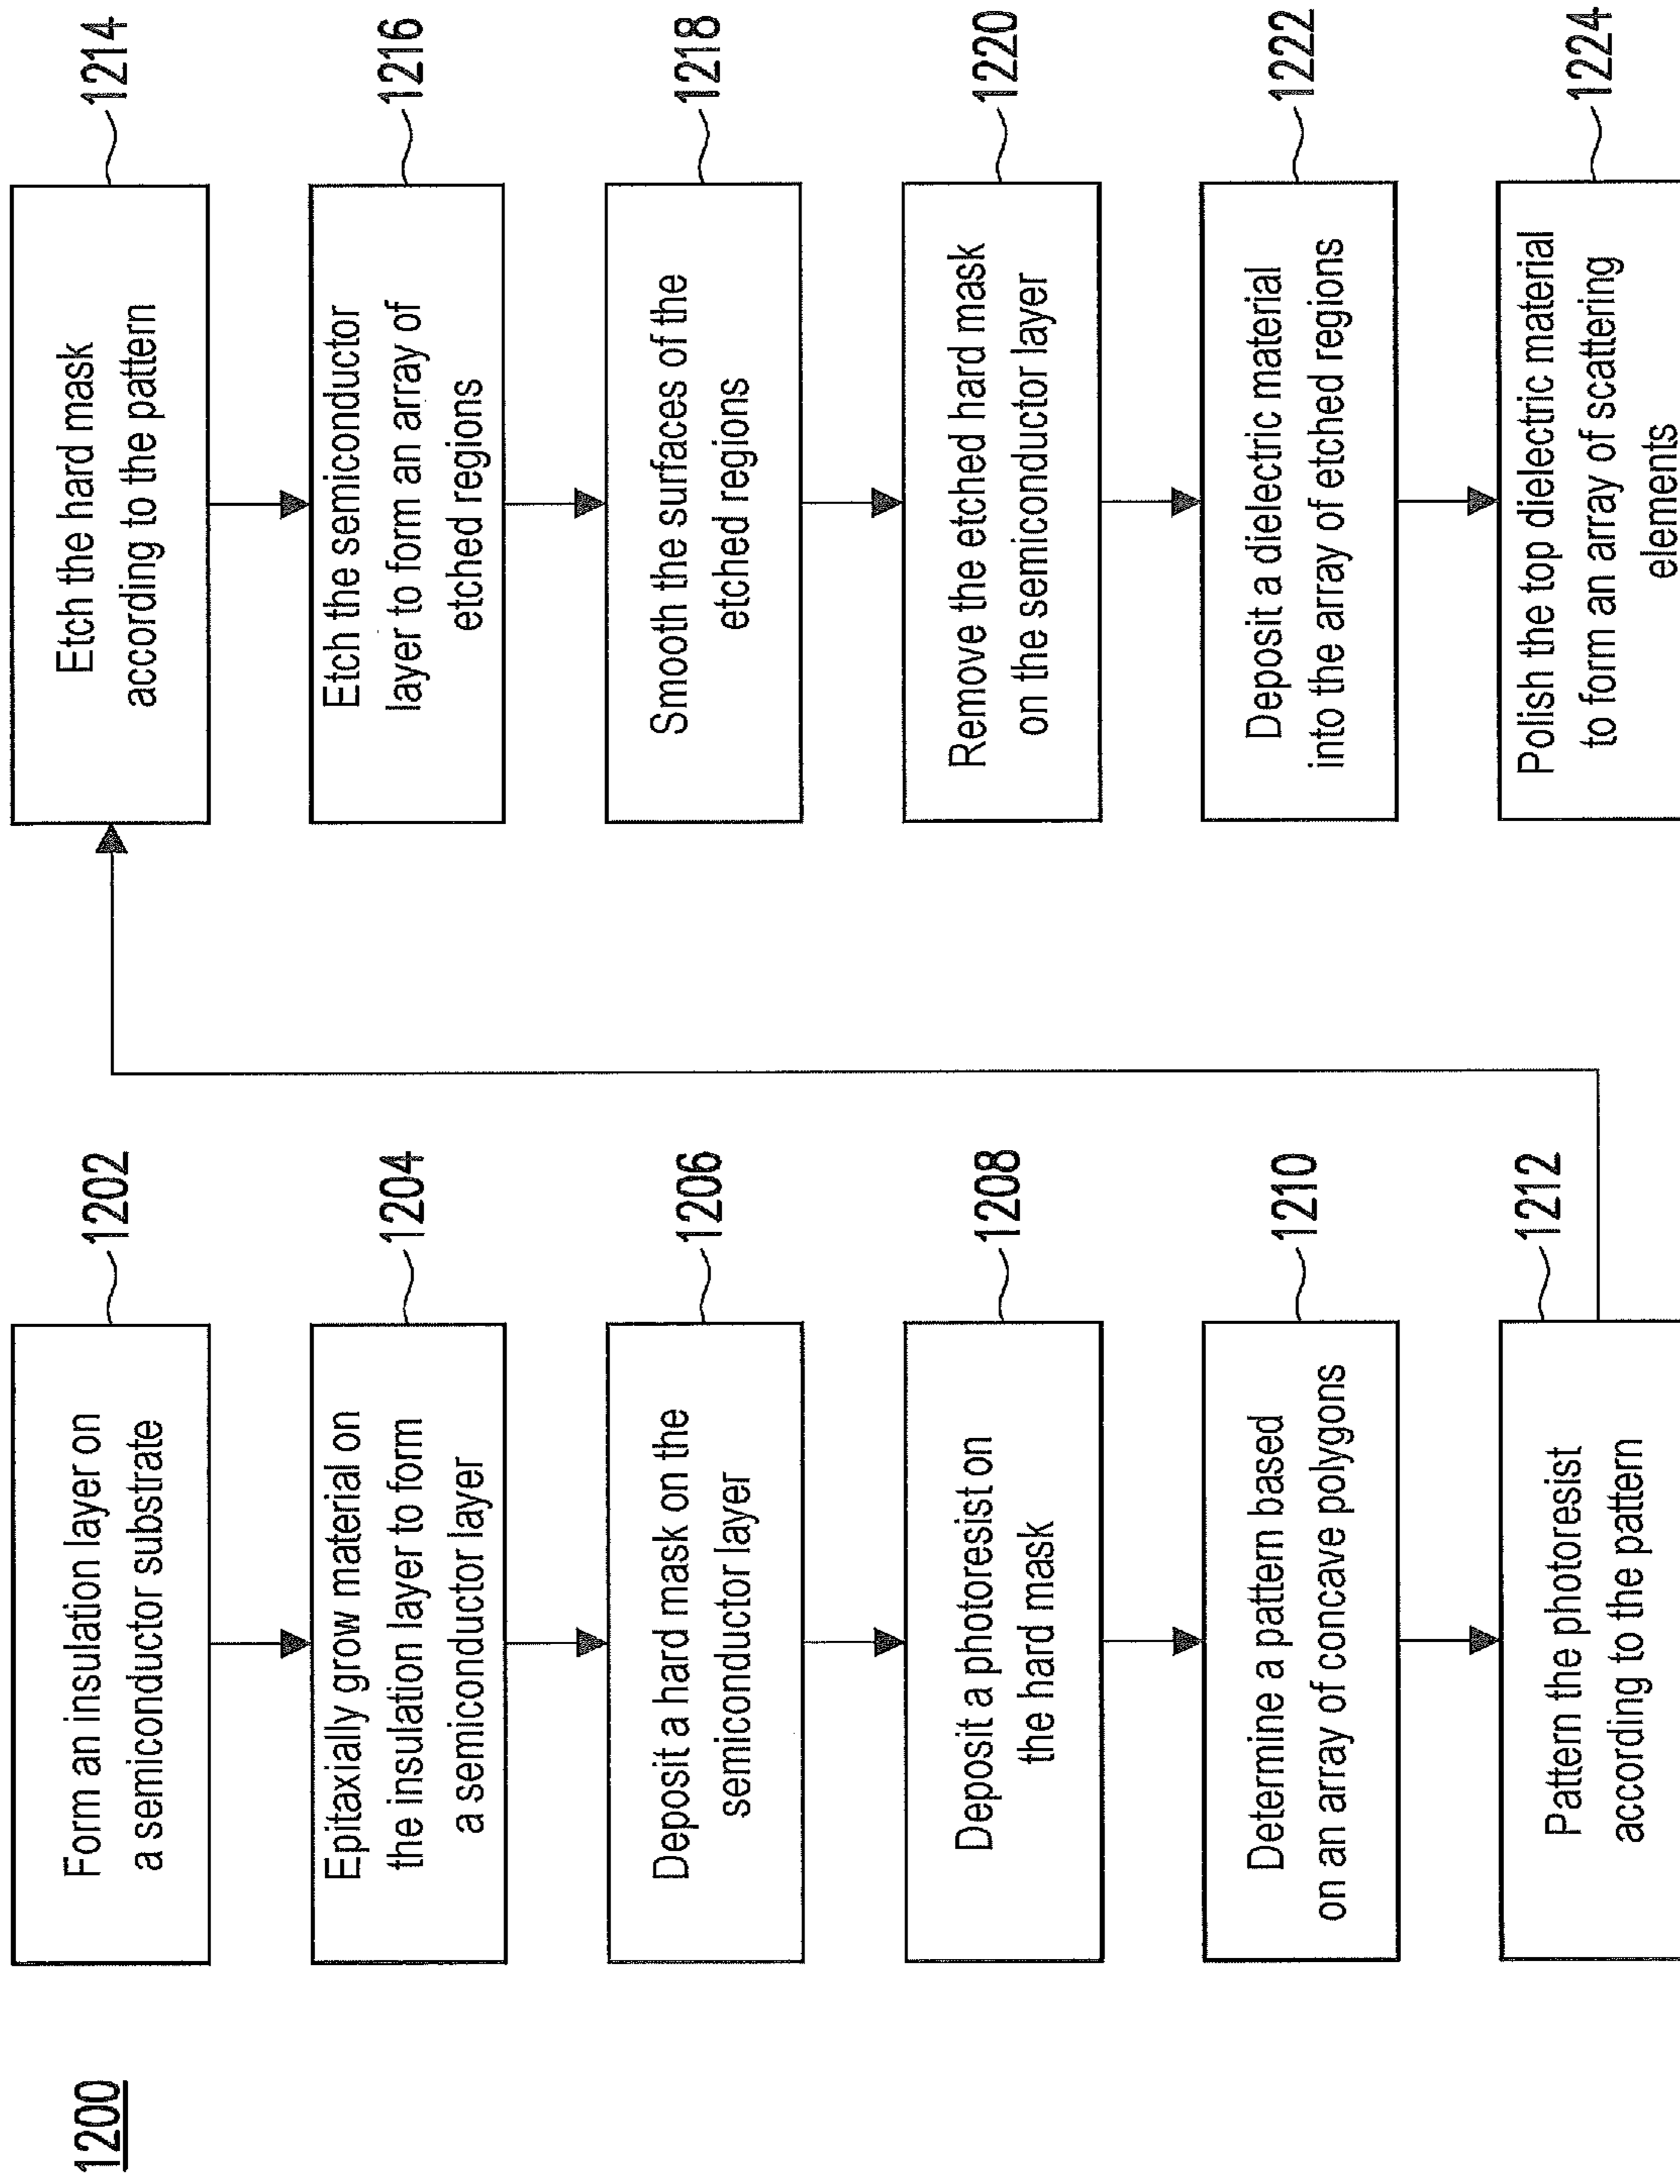 1200
Form an insulation layer on
a semiconductor substrate
1202
Epitaxially grow material on
the insulation layer to form
a semiconductor layer
1204
Deposit a hard mask on the
semiconductor layer
1206
Deposit a photoresist on
the hard mask
1208
Determine a pattern based
on an array of concave polygons
1210
Pattern the photoresist
according to the pattern
1212
Etch the hard mask
according to the pattern
1214
Etch the semiconductor
layer to form an array of
etched regions
1216
Smooth the surfaces of the
etched regions
1218
Remove the etched hard mask
on the semiconductor layer
1220
Deposit a dielectric material
into the array of etched regions
1222
Polish the top dielectric material
to form an array of scattering
elements
1224